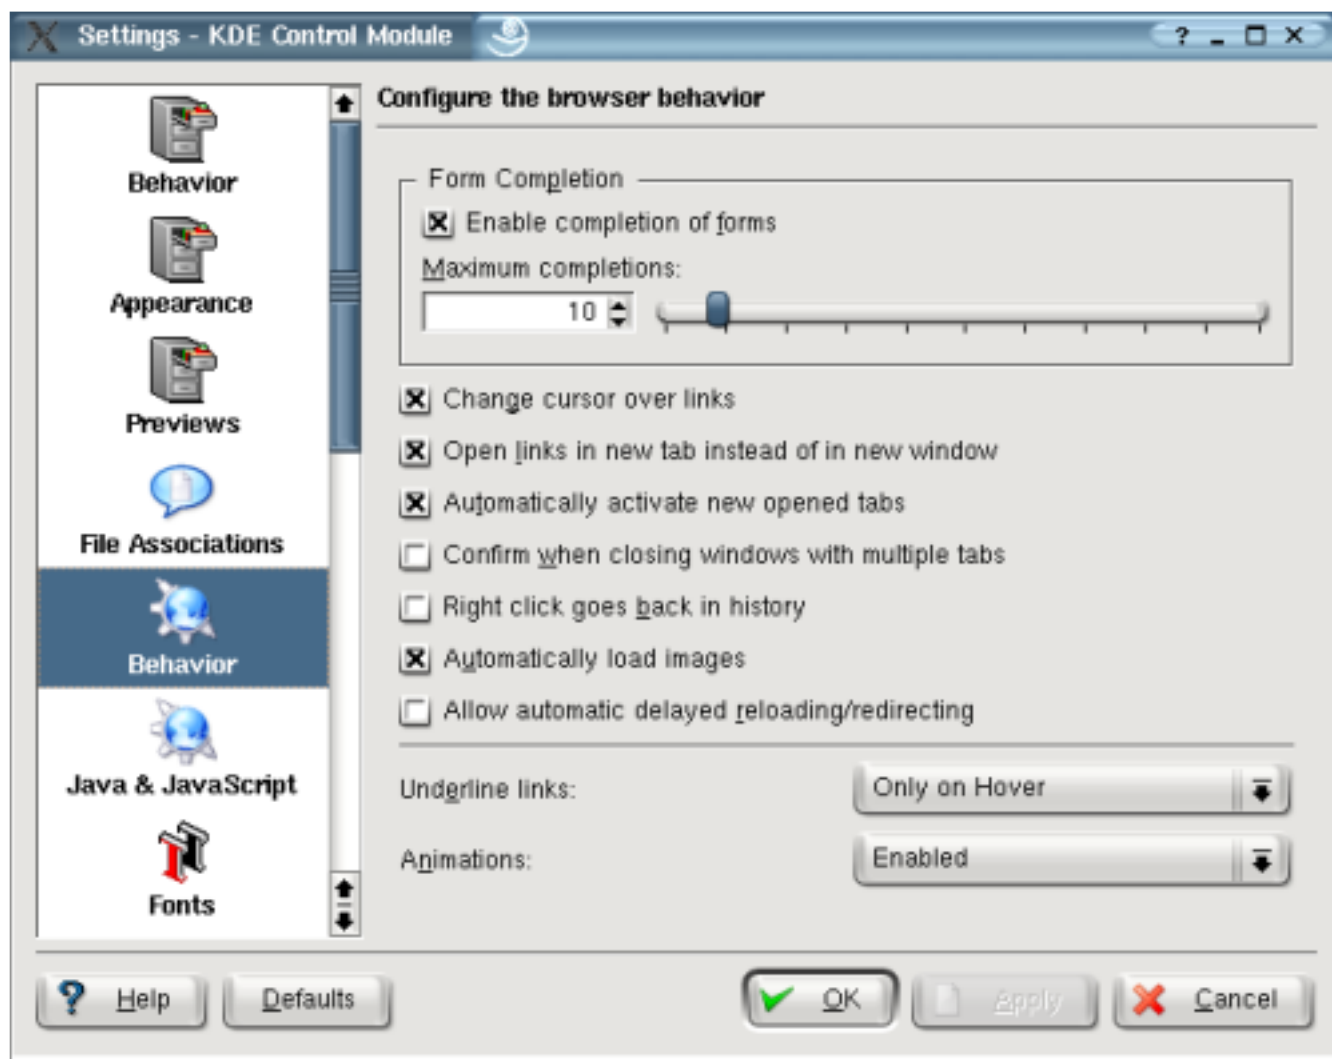 Settings - KDE Control Module
Behavior
Appearance
Previews
File Associations
Behavior
Java & JavaScript
Fonts
Configure the browser behavior
Form Completion
Enable completion of forms
Maximum completions:
10
Change cursor over links
Open links in new tab instead of in new window
Automatically activate new opened tabs
Confirm when closing windows with multiple tabs
Right click goes back in history
Automatically load images
Allow automatic delayed reloading/redirecting
Underline links: Only on Hover
Animations: Enabled
Help Defaults OK Apply Cancel